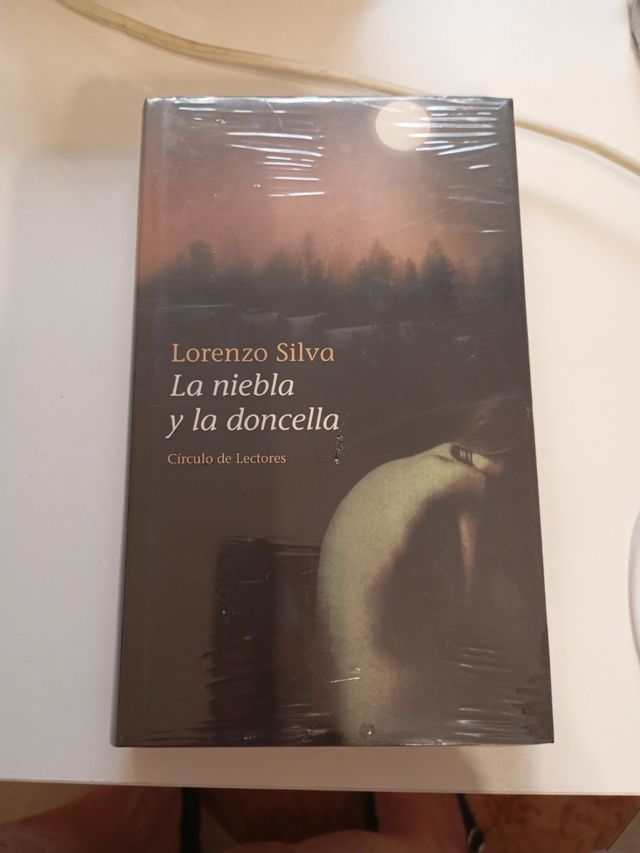 Lorenzo Silva
La niebla
y la doncella
Círculo de Lectores